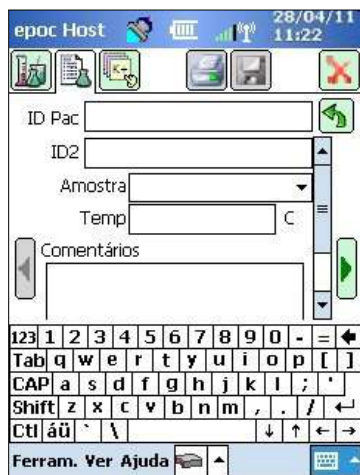 epoc Host 28/04/11
11:22
K+
ID Pac
ID2
Amostra
Temp C
Comentários
123 1 2 3 4 5 6 7 8 9 0 - =
Tab q w e r t y u i o p [ ]
CAP a s d f g h j k l ; '
Shift z x c v b n m , . /
Ctl áü ` \
Ferram. Ver Ajuda